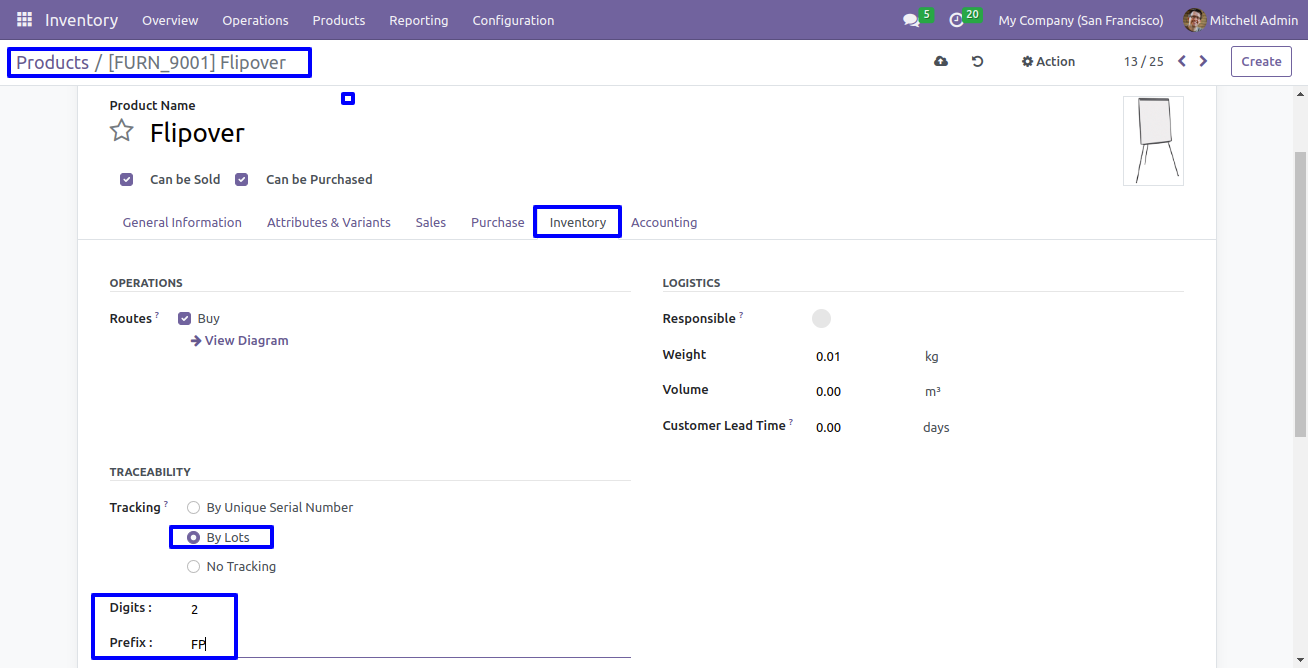 Inventory Overview Operations Products Reporting Configuration 5 20 My Company (San Francisco) Mitchell Admin
Products / [FURN_9001] Flipover Action 13 / 25 Create
Product Name
Flipover
Can be Sold Can be Purchased
General Information Attributes & Variants Sales Purchase Inventory Accounting
OPERATIONS LOGISTICS
Routes ? Buy Responsible ?
View Diagram
Weight 0.01 kg
Volume 0.00 m³
Customer Lead Time ? 0.00 days
TRACEABILITY
Tracking ? By Unique Serial Number
By Lots
No Tracking
Digits : 2
Prefix : FP